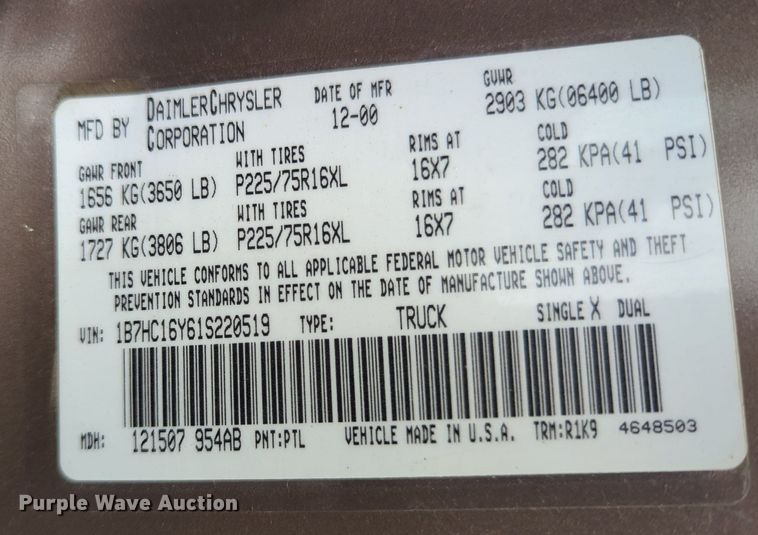 MFD BY DAIMLERCHRYSLER CORPORATION DATE OF MFR 12-00 GVWR 2903 KG(06400 LB)
GAWR FRONT WITH TIRES RIMS AT COLD
1656 KG(3650 LB) P225/75R16XL 16X7 282 KPA(41 PSI)
GAWR REAR WITH TIRES RIMS AT COLD
1727 KG(3806 LB) P225/75R16XL 16X7 282 KPA(41 PSI)
THIS VEHICLE CONFORMS TO ALL APPLICABLE FEDERAL MOTOR VEHICLE SAFETY AND THEFT
PREVENTION STANDARDS IN EFFECT ON THE DATE OF MANUFACTURE SHOWN ABOVE.
VIN: 1B7HC16Y61S220519 TYPE: TRUCK SINGLE X DUAL
MDH: 121507 954AB PNT:PTL VEHICLE MADE IN U.S.A. TRM:R1K9 4648503
Purple Wave Auction